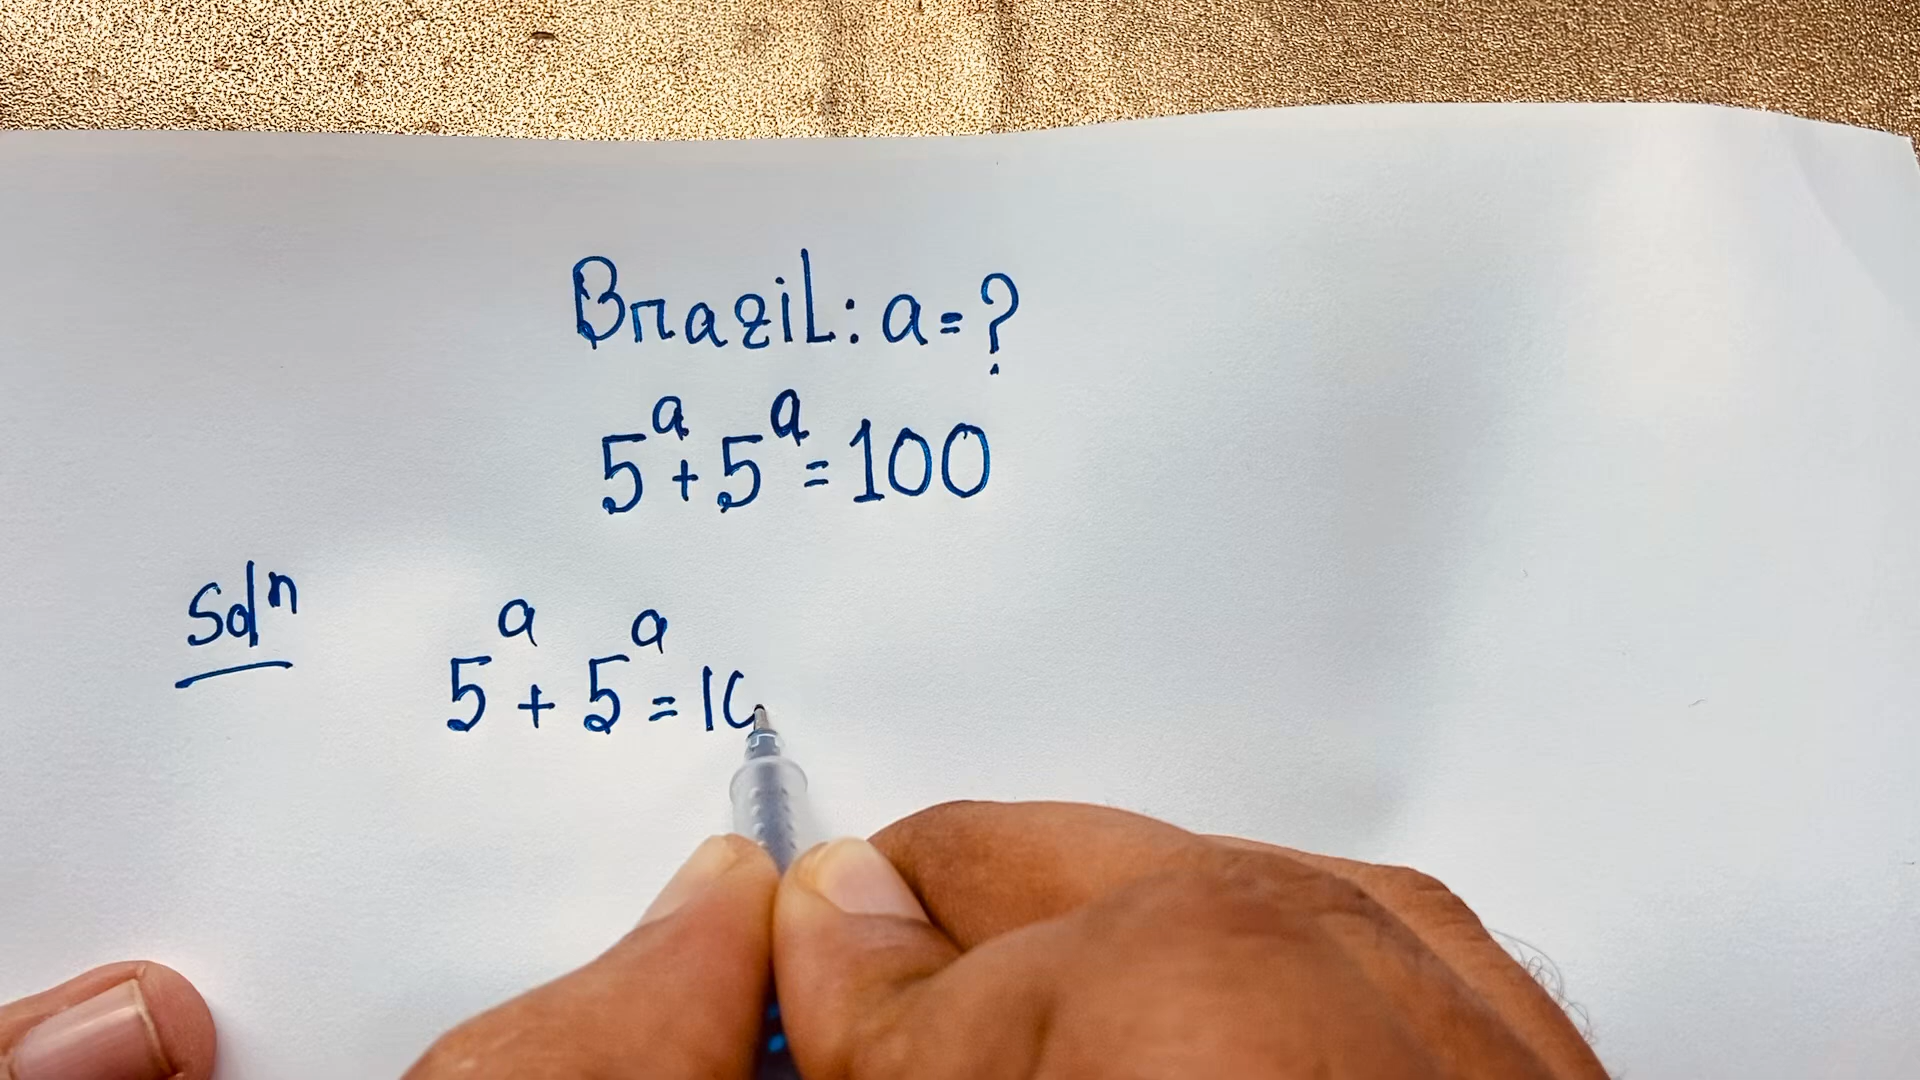 Brazil: a=?
5^a + 5^a = 100
Solⁿ
5^a + 5^a = 10